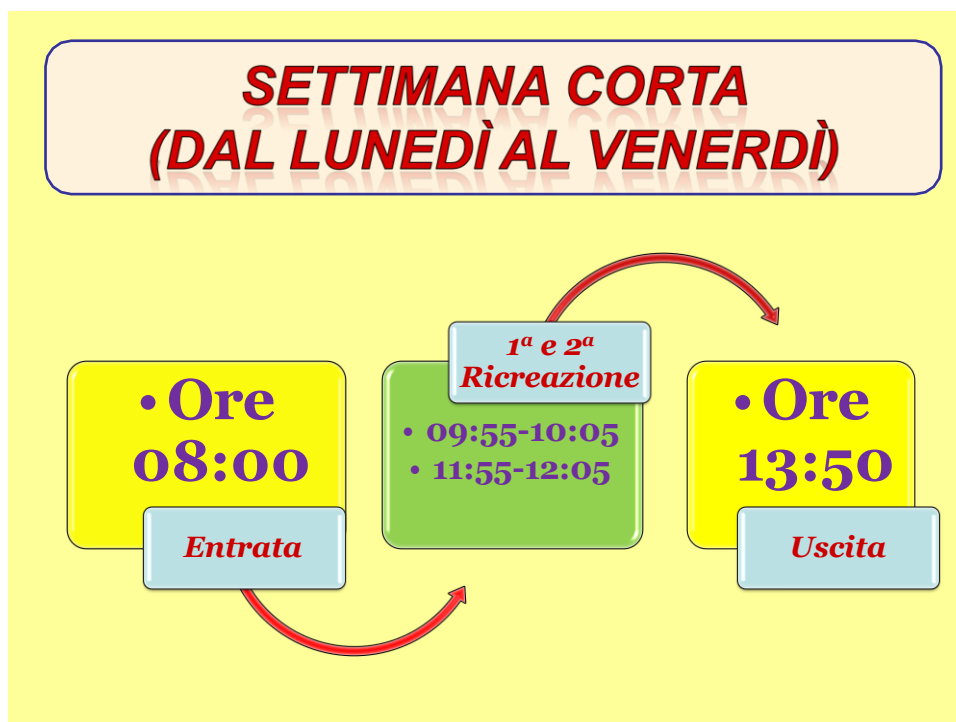 SETTIMANA CORTA
(DAL LUNEDÌ AL VENERDÌ)
• Ore
08:00
Entrata
1ª e 2ª
Ricreazione
• 09:55-10:05
• 11:55-12:05
• Ore
13:50
Uscita